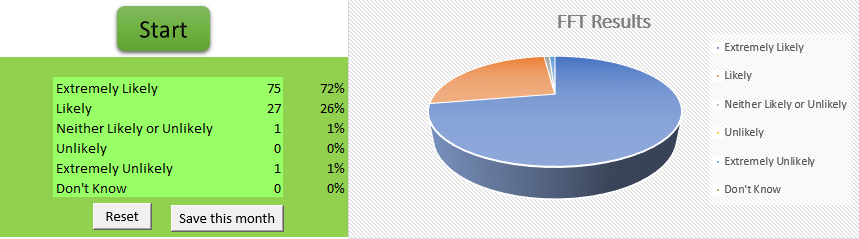 Start
Extremely Likely 75 72%
Likely 27 26%
Neither Likely or Unlikely 1 1%
Unlikely 0 0%
Extremely Unlikely 1 1%
Don't Know 0 0%
Reset
Save this month
FFT Results
Extremely Likely
Likely
Neither Likely or Unlikely
Unlikely
Extremely Unlikely
Don't Know